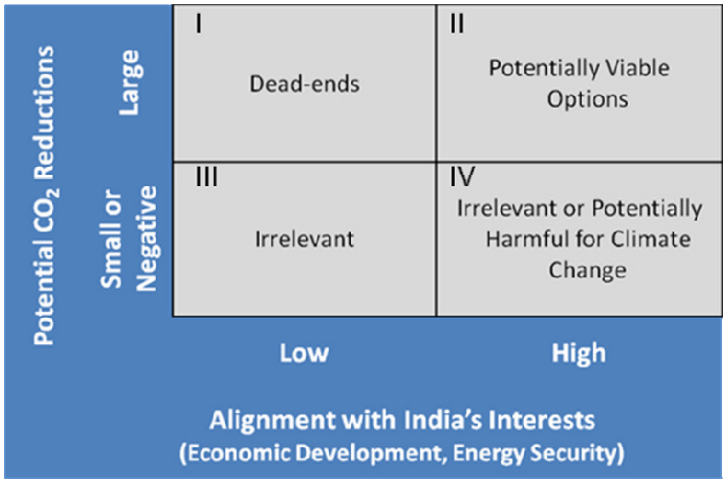 Potential CO₂ Reductions
Large
Small or
Negative
I
Dead-ends
II
Potentially Viable
Options
III
Irrelevant
IV
Irrelevant or Potentially
Harmful for Climate
Change
Low
High
Alignment with India's Interests
(Economic Development, Energy Security)